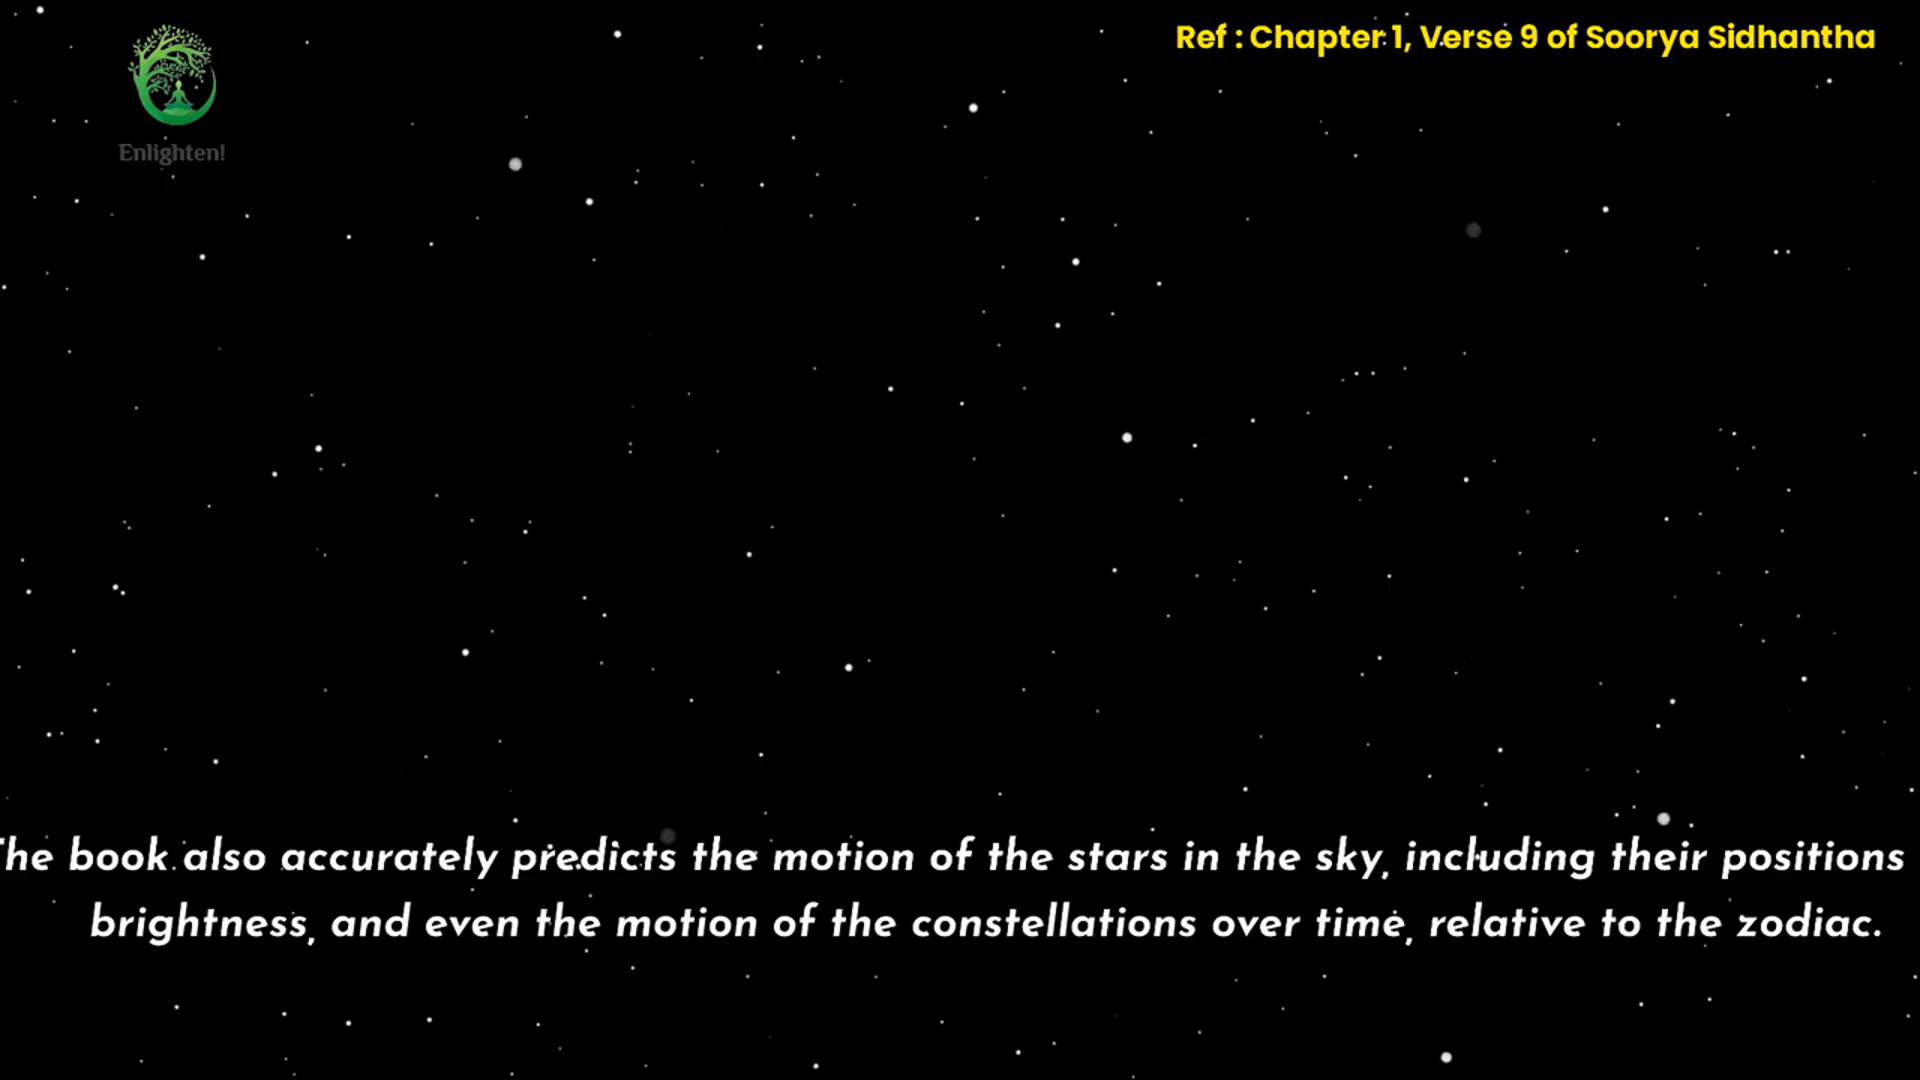 Ref : Chapter 1, Verse 9 of Soorya Sidhantha
Enlighten!
The book also accurately predicts the motion of the stars in the sky, including their positions
brightness, and even the motion of the constellations over time, relative to the zodiac.